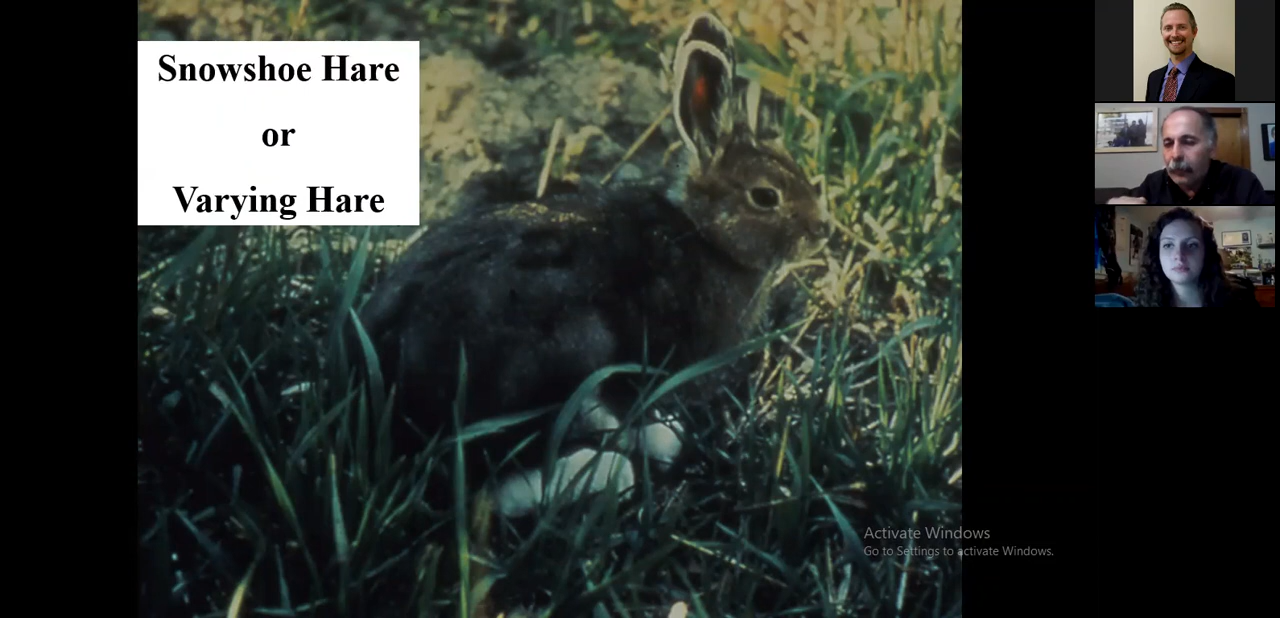 Snowshoe Hare
or
Varying Hare
Activate Windows
Go to Settings to activate Windows.